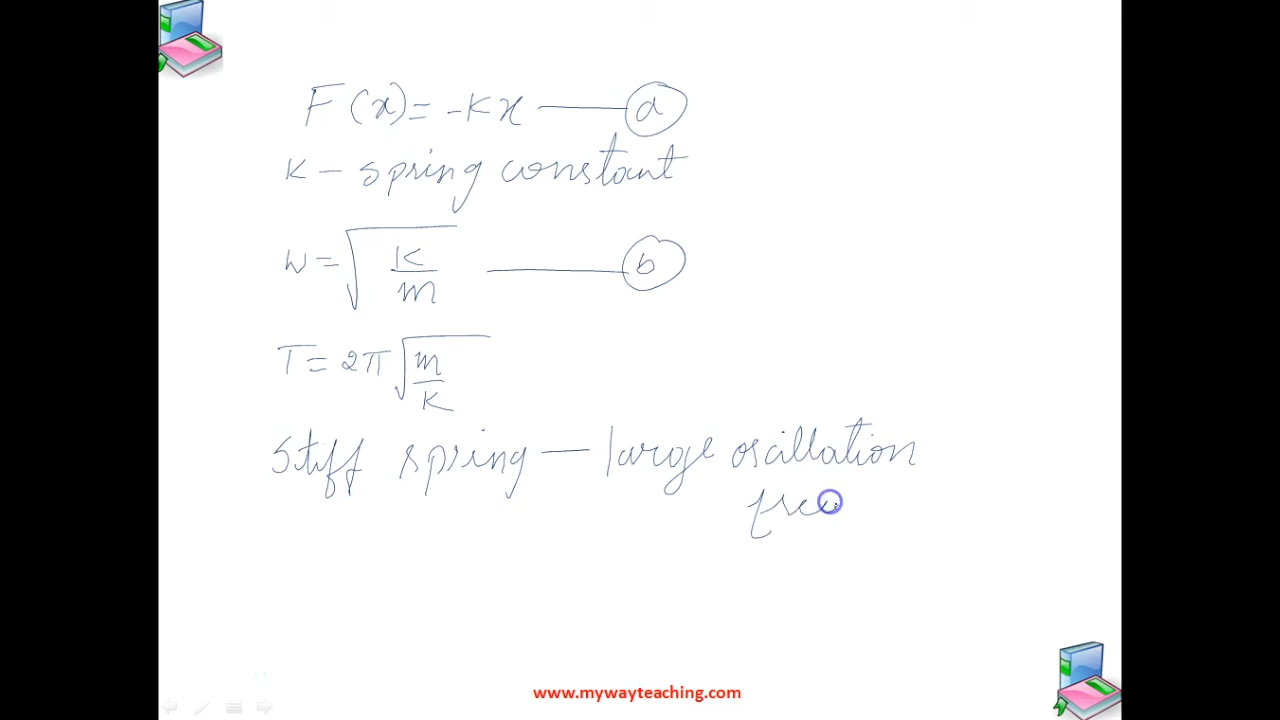 F(x) = -kx — a
k - spring constant
w = √k/m — b
T = 2π √m/k
stiff spring - large oscillation
fre
www.mywayteaching.com